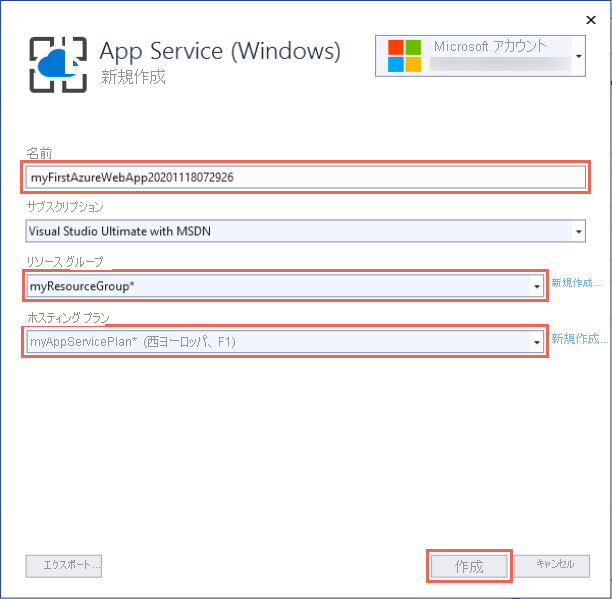 App Service (Windows)
新規作成
Microsoft アカウント
名前
myFirstAzureWebApp20201118072926
サブスクリプション
Visual Studio Ultimate with MSDN
リソース グループ
myResourceGroup*
新規作成...
ホスティング プラン
myAppServicePlan* (西ヨーロッパ、F1)
新規作成...
エクスポート...
作成
キャンセル